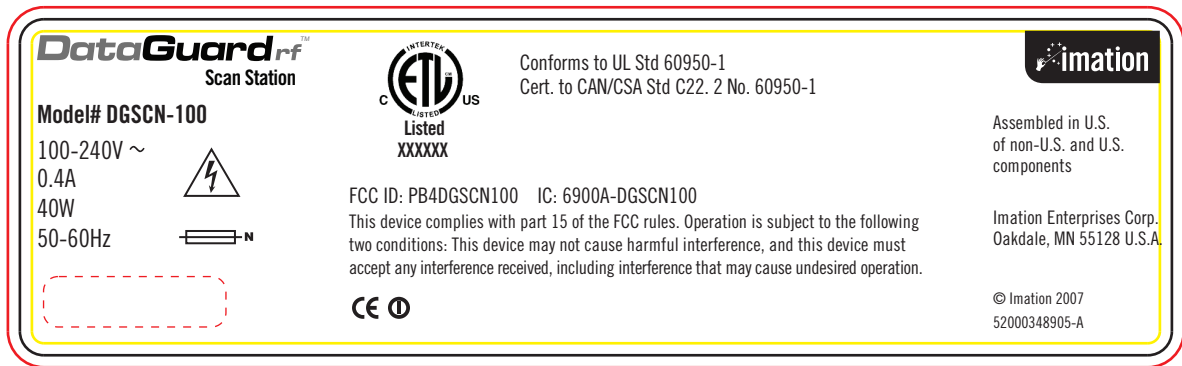 DataGuard rf™
Scan Station
Model# DGSCN-100
100-240V ~
0.4A
40W
50-60Hz
N
INTERTEK
ETL CM
LISTED
C US
Listed
XXXXXX
Conforms to UL Std 60950-1
Cert. to CAN/CSA Std C22. 2 No. 60950-1
FCC ID: PB4DGSCN100 IC: 6900A-DGSCN100
This device complies with part 15 of the FCC rules. Operation is subject to the following
two conditions: This device may not cause harmful interference, and this device must
accept any interference received, including interference that may cause undesired operation.
CE
imation
Assembled in U.S.
of non-U.S. and U.S.
components
Imation Enterprises Corp.
Oakdale, MN 55128 U.S.A.
© Imation 2007
52000348905-A